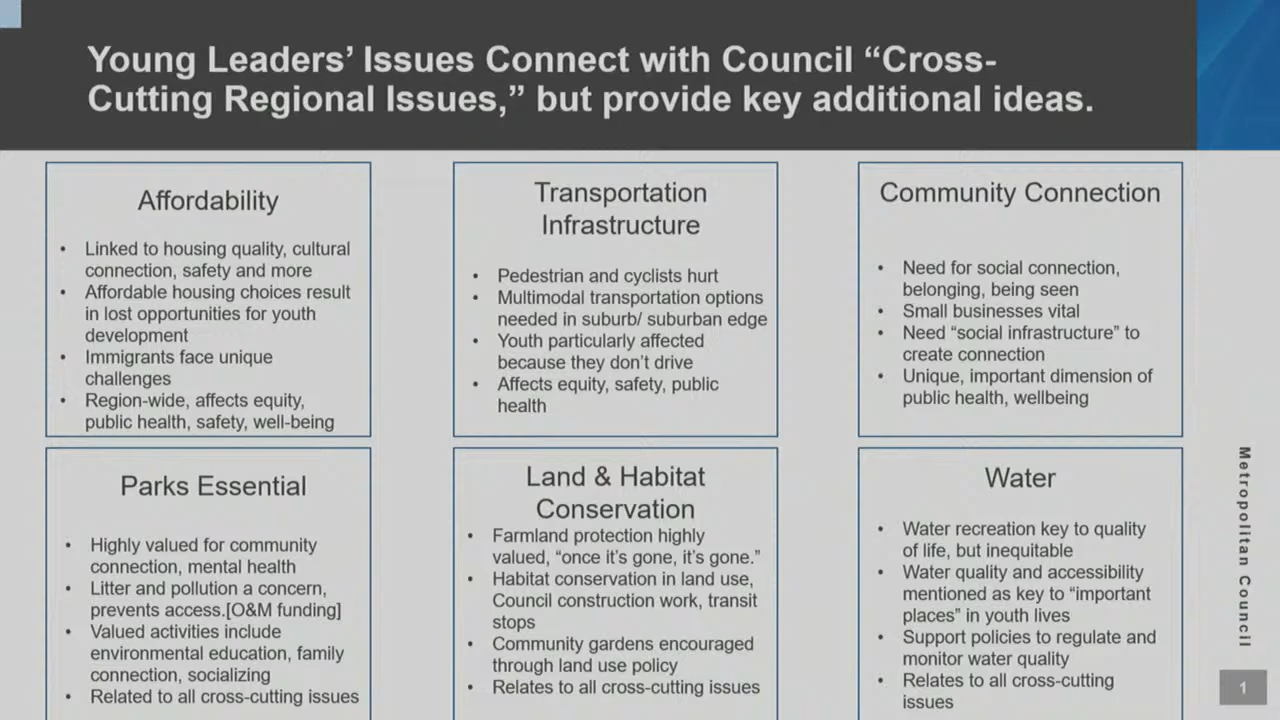 Young Leaders’ Issues Connect with Council “Cross-
Cutting Regional Issues,” but provide key additional ideas.
Affordability
• Linked to housing quality, cultural
connection, safety and more
• Affordable housing choices result
in lost opportunities for youth
development
• Immigrants face unique
challenges
• Region-wide, affects equity,
public health, safety, well-being
Transportation
Infrastructure
• Pedestrian and cyclists hurt
• Multimodal transportation options
needed in suburb/ suburban edge
• Youth particularly affected
because they don’t drive
• Affects equity, safety, public
health
Community Connection
• Need for social connection,
belonging, being seen
• Small businesses vital
• Need “social infrastructure” to
create connection
• Unique, important dimension of
public health, wellbeing
Parks Essential
• Highly valued for community
connection, mental health
• Litter and pollution a concern,
prevents access.[O&M funding]
• Valued activities include
environmental education, family
connection, socializing
• Related to all cross-cutting issues
Land & Habitat
Conservation
• Farmland protection highly
valued, “once it’s gone, it’s gone.”
• Habitat conservation in land use,
Council construction work, transit
stops
• Community gardens encouraged
through land use policy
• Relates to all cross-cutting issues
Water
• Water recreation key to quality
of life, but inequitable
• Water quality and accessibility
mentioned as key to “important
places” in youth lives
• Support policies to regulate and
monitor water quality
• Relates to all cross-cutting
issues
Metropolitan Council
1